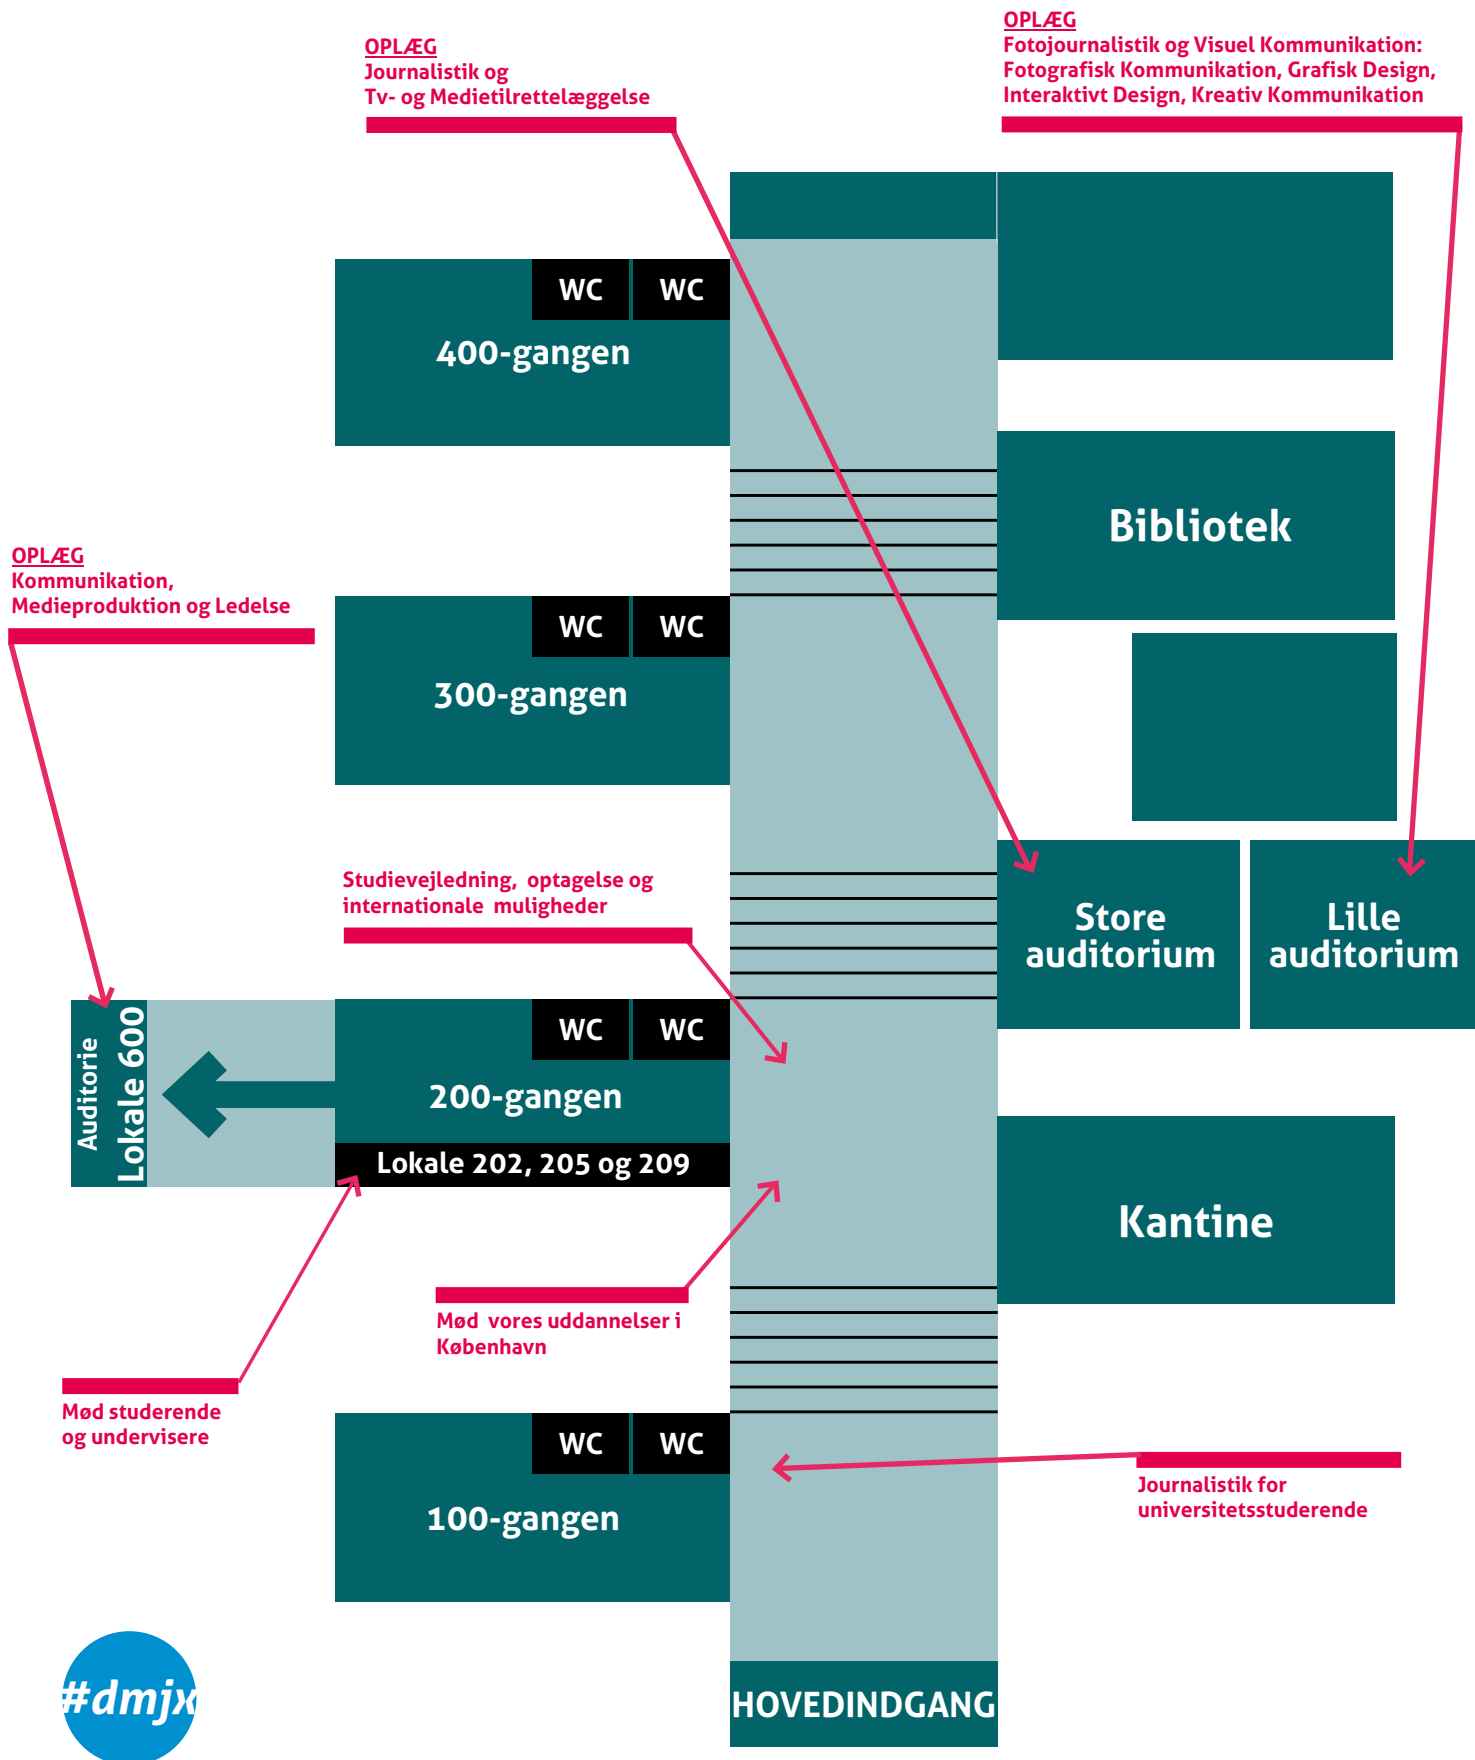 OPLÆG
Journalistik og
Tv- og Medietilrettelæggelse
OPLÆG
Fotojournalistik og Visuel Kommunikation:
Fotografisk Kommunikation, Grafisk Design,
Interaktivt Design, Kreativ Kommunikation
WC
WC
400-gangen
Bibliotek
OPLÆG
Kommunikation,
Medieproduktion og Ledelse
WC
WC
300-gangen
Studievejledning, optagelse og
internationale muligheder
Store
auditorium
Lille
auditorium
Auditorie
Lokale 600
WC
WC
200-gangen
Lokale 202, 205 og 209
Kantine
Mød vores uddannelser i
København
Mød studerende
og undervisere
WC
WC
100-gangen
Journalistik for
universitetsstuderende
#dmjx
HOVEDINDGANG